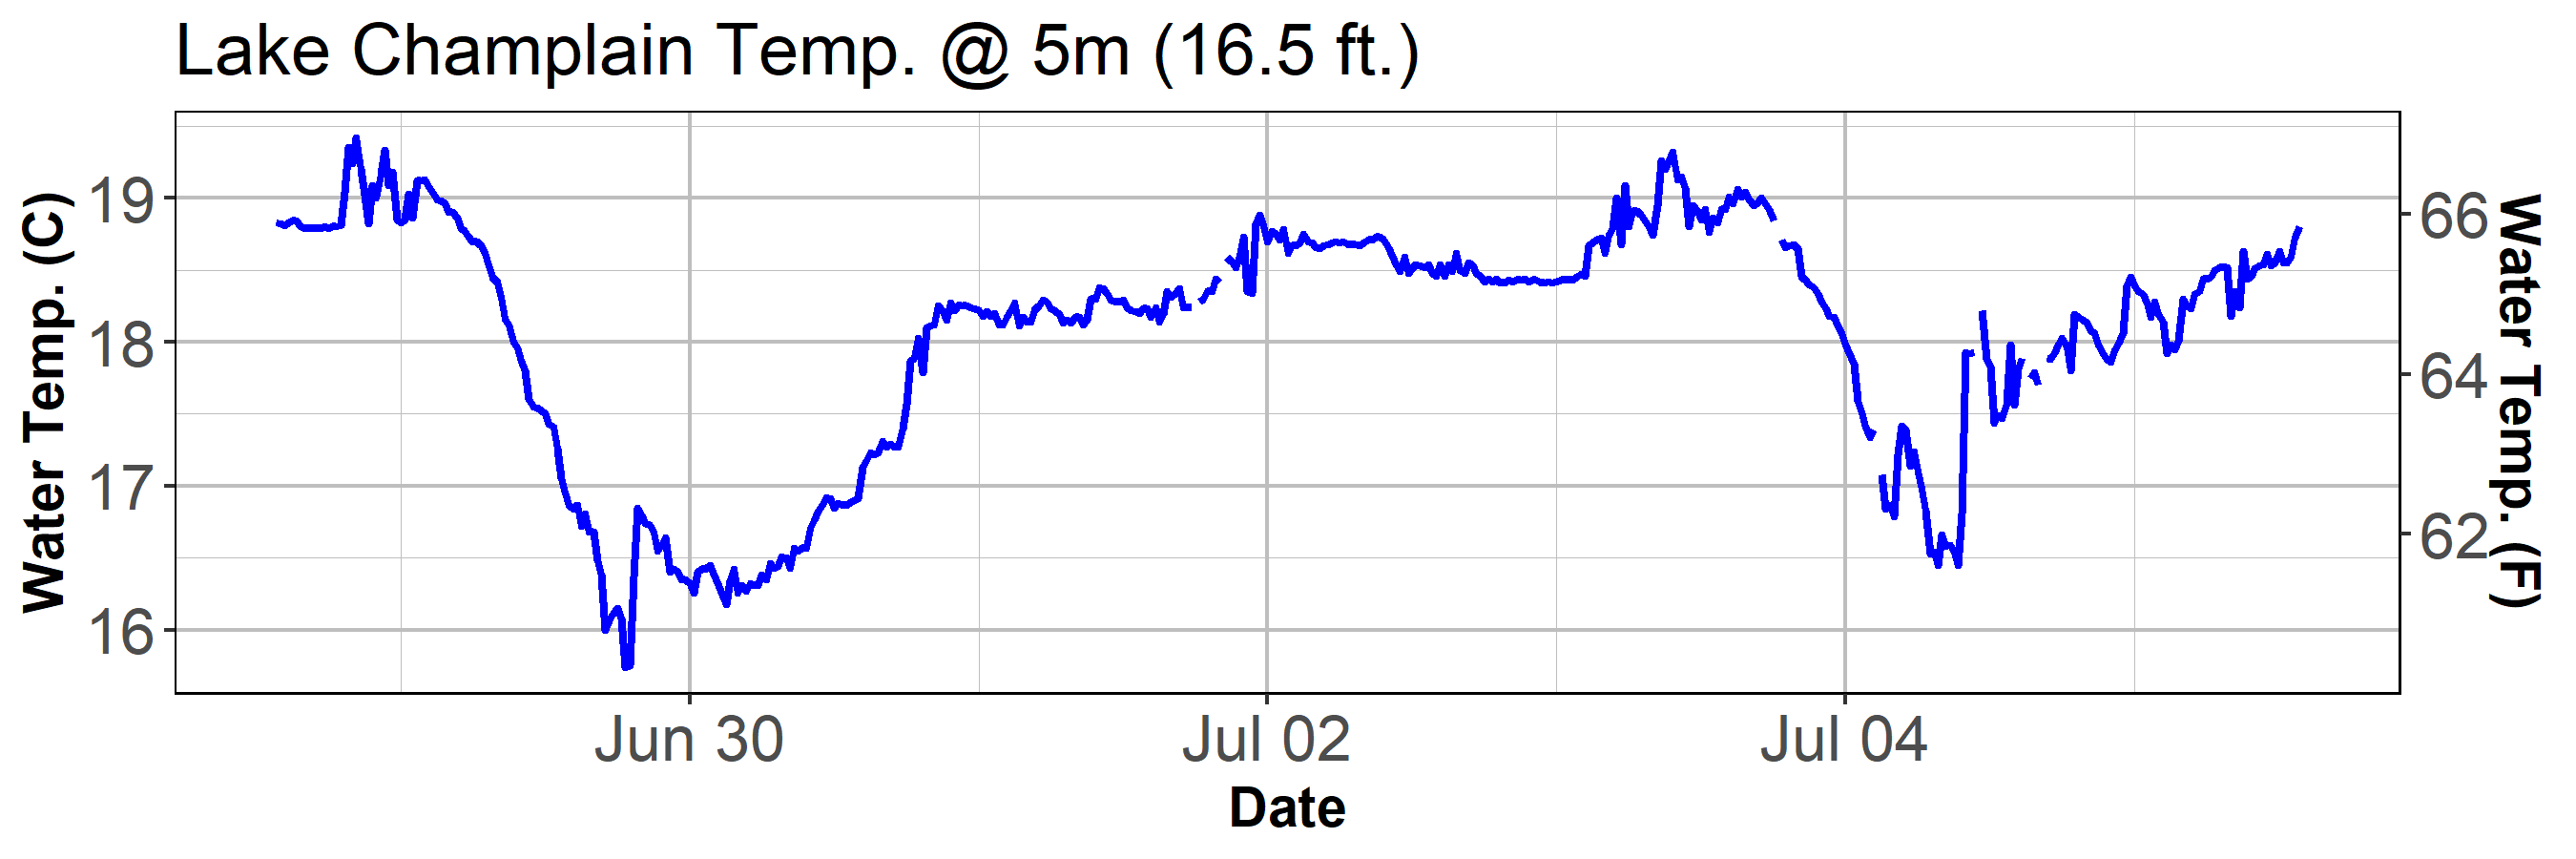 Lake Champlain Temp. @ 5m (16.5 ft.)
Water Temp. (C)
19
18
17
16
66
64
62
Water Temp. (F)
Jun 30
Jul 02
Jul 04
Date